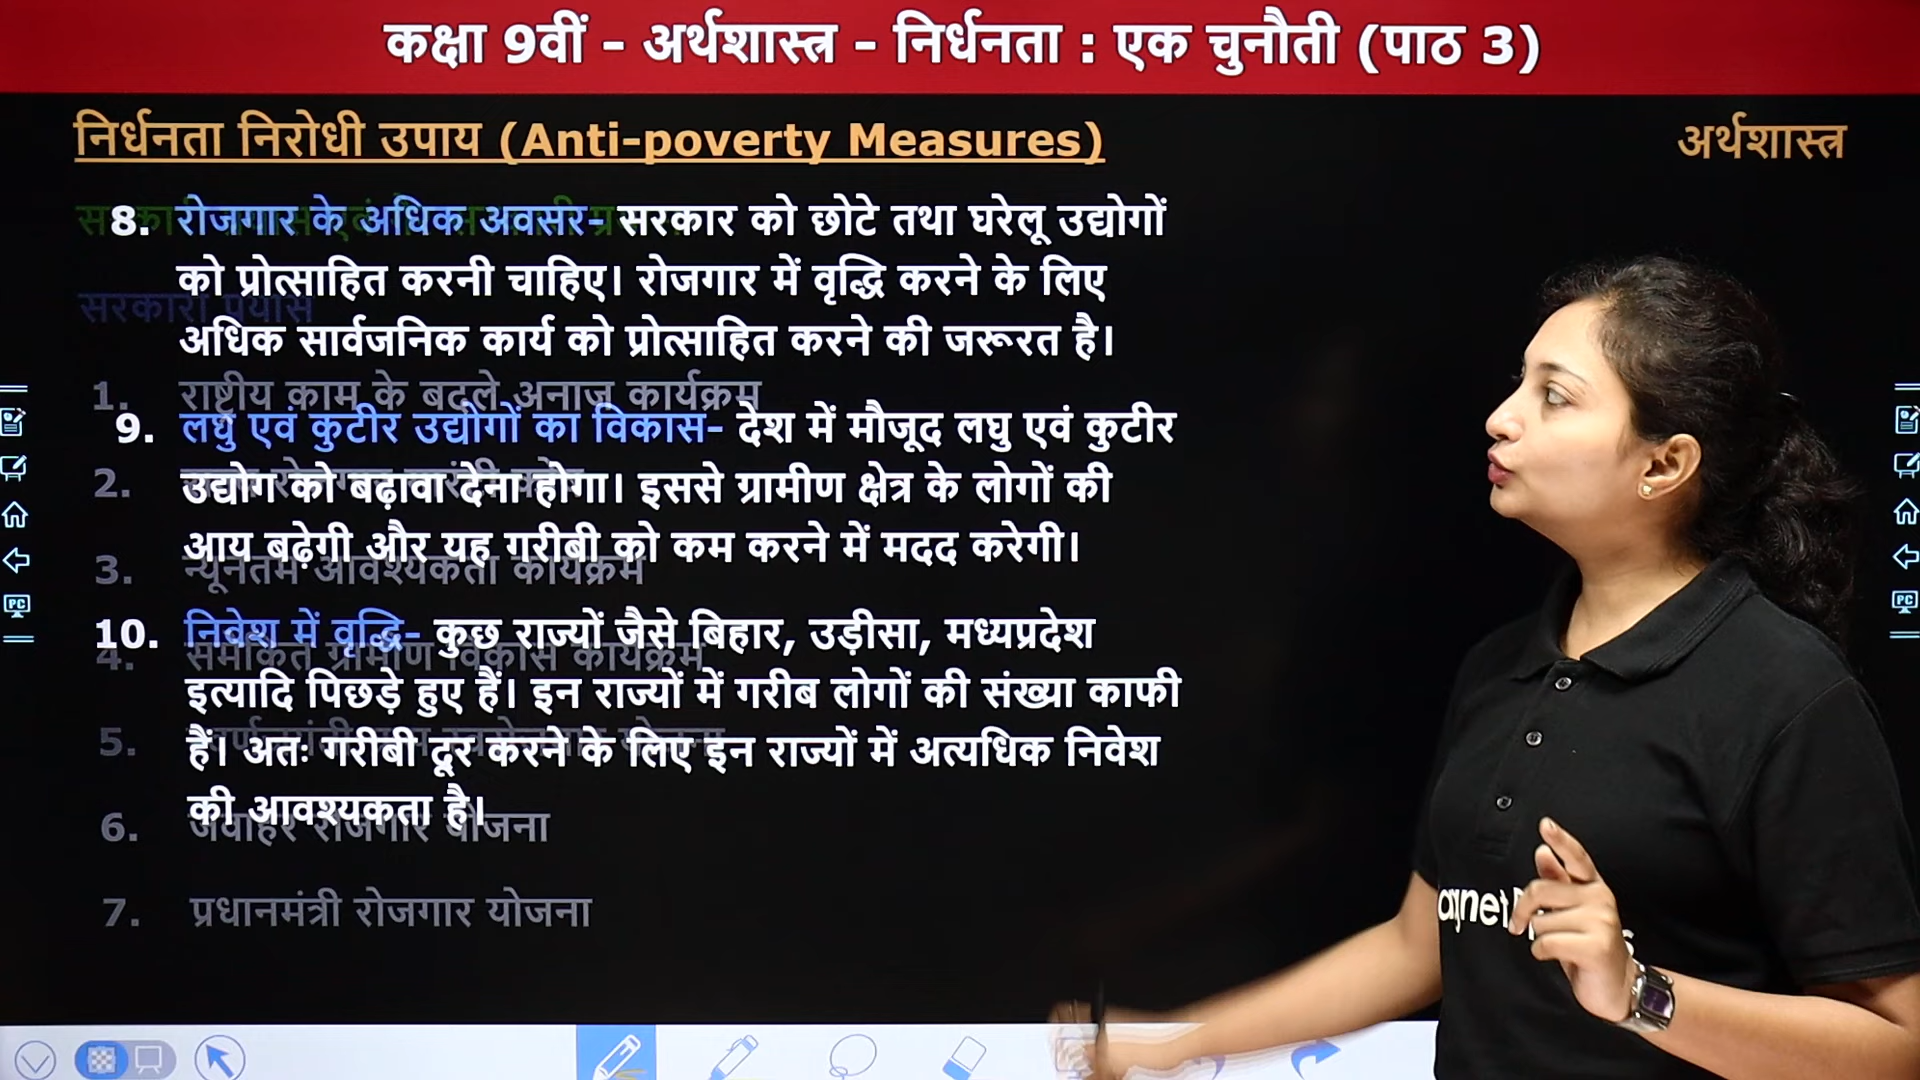 कक्षा 9वीं – अर्थशास्त्र – निर्धनता : एक चुनौती (पाठ 3)
निर्धनता निरोधी उपाय (Anti-poverty Measures)
अर्थशास्त्र
8. रोजगार के अधिक अवसर- सरकार को छोटे तथा घरेलू उद्योगों
को प्रोत्साहित करनी चाहिए। रोजगार में वृद्धि करने के लिए
अधिक सार्वजनिक कार्य को प्रोत्साहित करने की जरूरत है।
9. लघु एवं कुटीर उद्योगों का विकास- देश में मौजूद लघु एवं कुटीर
उद्योग को बढ़ावा देना होगा। इससे ग्रामीण क्षेत्र के लोगों की
आय बढ़ेगी और यह गरीबी को कम करने में मदद करेगी।
10. निवेश में वृद्धि- कुछ राज्यों जैसे बिहार, उड़ीसा, मध्यप्रदेश
इत्यादि पिछड़े हुए हैं। इन राज्यों में गरीब लोगों की संख्या काफी
हैं। अतः गरीबी दूर करने के लिए इन राज्यों में अत्यधिक निवेश
की आवश्यकता है।
सरकारी प्रयास
1. राष्ट्रीय काम के बदले अनाज कार्यक्रम
2.
3. न्यूनतम आवश्यकता कार्यक्रम
4. समन्वित ग्रामीण विकास कार्यक्रम
5.
6. जवाहर रोजगार योजना
7. प्रधानमंत्री रोजगार योजना
PC
PC